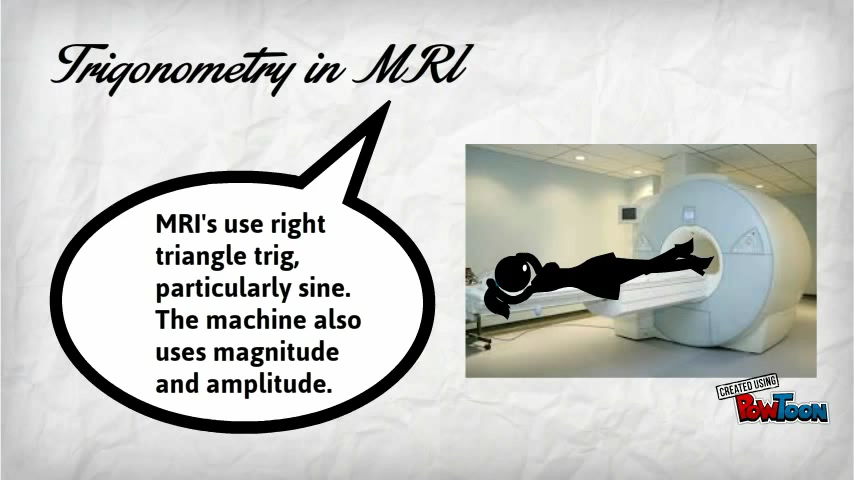 Trigonometry in MRI
MRI's use right
triangle trig,
particularly sine.
The machine also
uses magnitude
and amplitude.
CREATED USING
POWTOON